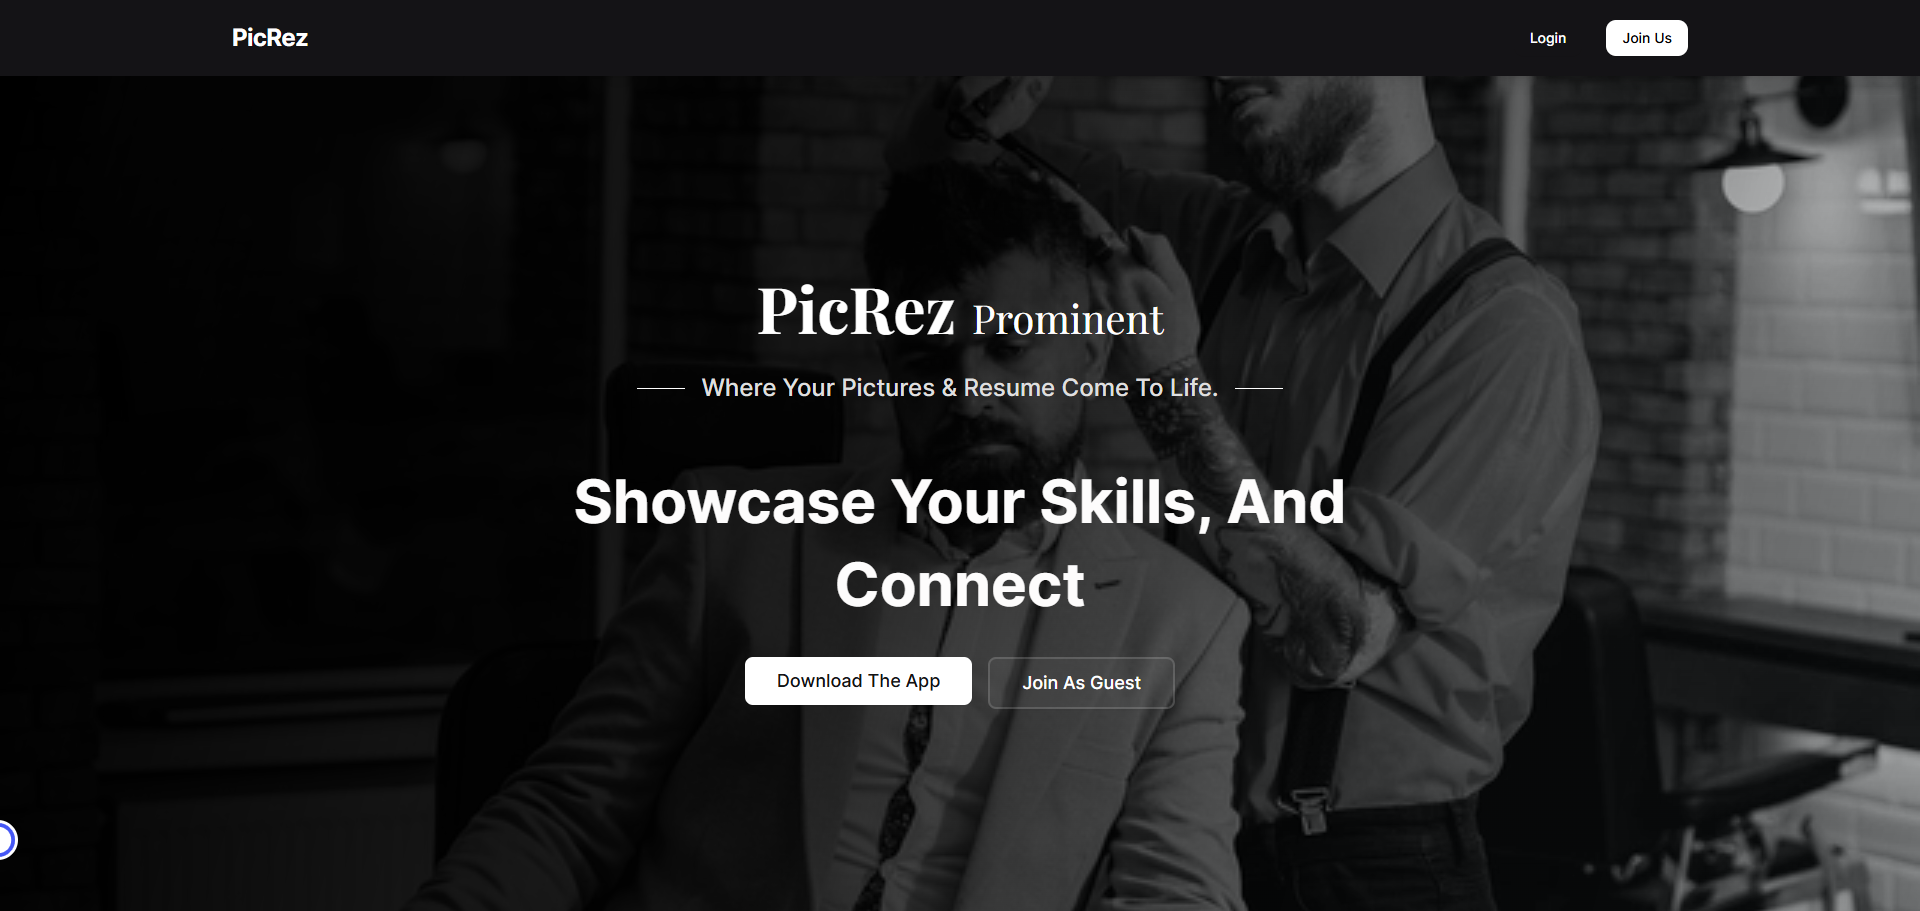 PicRez
Login
Join Us
PicRez Prominent
Where Your Pictures & Resume Come To Life.
Showcase Your Skills, And
Connect
Download The App
Join As Guest